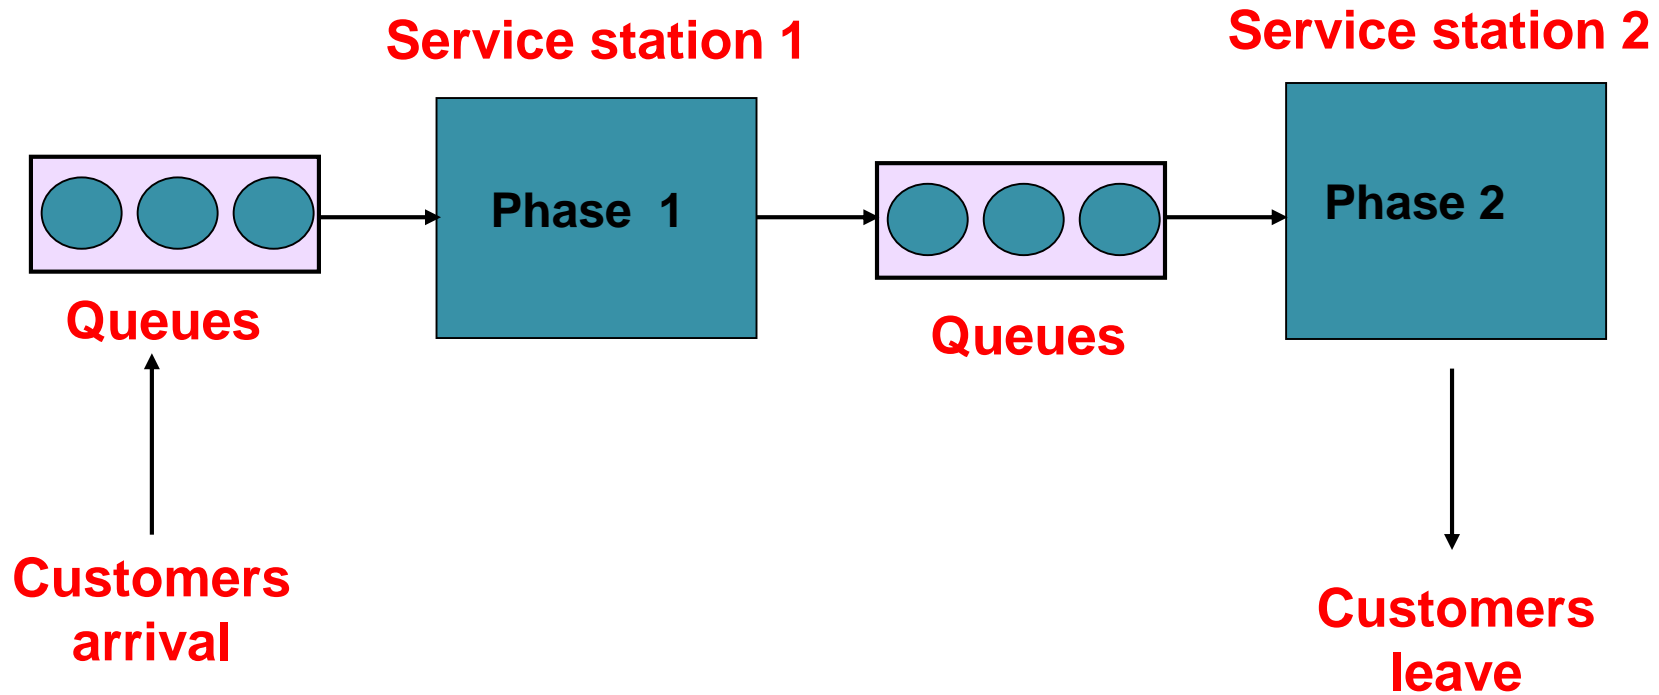 Service station 1
Service station 2
Phase 1
Phase 2
Queues
Queues
Customers
arrival
Customers
leave